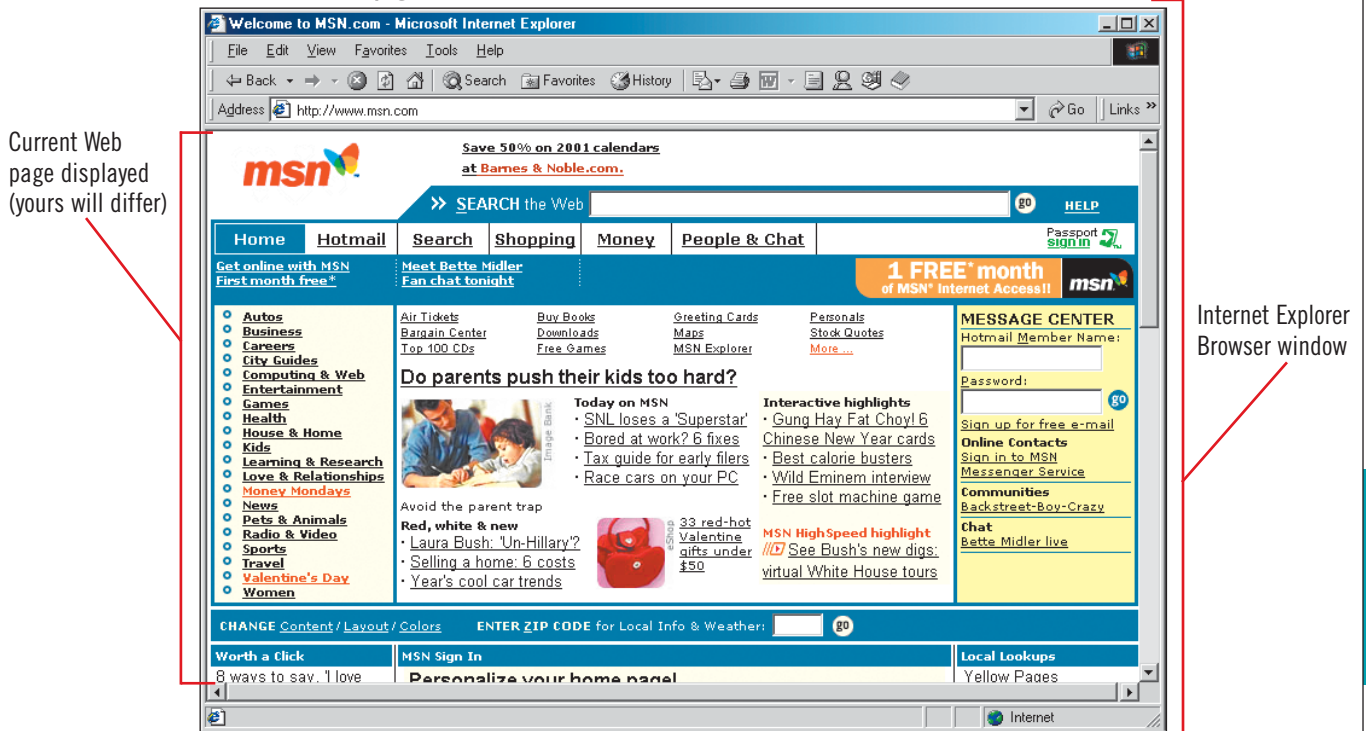 Welcome to MSN.com - Microsoft Internet Explorer
File Edit View Favorites Tools Help
Back Search Favorites History
Address http://www.msn.com Go Links »
Current Web
page displayed
(yours will differ)
msn
Save 50% on 2001 calendars
at Barnes & Noble.com.
SEARCH the Web go HELP
Home Hotmail Search Shopping Money People & Chat Passport sign in
Get online with MSN
First month free*
Meet Bette Midler
Fan chat tonight
1 FREE* month
of MSN® Internet Access!!
msn
Autos
Business
Careers
City Guides
Computing & Web
Entertainment
Games
Health
House & Home
Kids
Learning & Research
Love & Relationships
Money Mondays
News
Pets & Animals
Radio & Video
Sports
Travel
Valentine's Day
Women
Air Tickets Buy Books Greeting Cards Personals
Bargain Center Downloads Maps Stock Quotes
Top 100 CDs Free Games MSN Explorer More ...
Do parents push their kids too hard?
Image Bank
Avoid the parent trap
Today on MSN
· SNL loses a 'Superstar'
· Bored at work? 6 fixes
· Tax guide for early filers
· Race cars on your PC
Interactive highlights
· Gung Hay Fat Choy! 6
Chinese New Year cards
· Best calorie busters
· Wild Eminem interview
· Free slot machine game
Red, white & new
· Laura Bush: 'Un-Hillary'?
· Selling a home: 6 costs
· Year's cool car trends
eShop
33 red-hot
Valentine
gifts under
$50
MSN HighSpeed highlight
See Bush's new digs:
virtual White House tours
MESSAGE CENTER
Hotmail Member Name:
Password:
go
Sign up for free e-mail
Online Contacts
Sign in to MSN
Messenger Service
Communities
Backstreet-Boy-Crazy
Chat
Bette Midler live
Internet Explorer
Browser window
CHANGE Content / Layout / Colors ENTER ZIP CODE for Local Info & Weather: go
Worth a Click
8 ways to say, 'I love
MSN Sign In
Personalize your home page!
Local Lookups
Yellow Pages
Internet